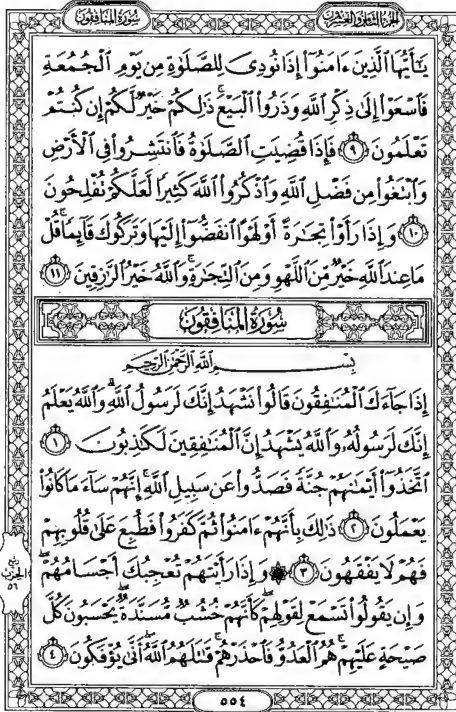 سورة المنافقون
الجزء الثامن والعشرون
يَـٰٓأَيُّهَا ٱلَّذِينَ ءَامَنُوٓا۟ إِذَا نُودِىَ لِلصَّلَوٰةِ مِن يَوْمِ ٱلْجُمُعَةِ
فَٱسْعَوْا۟ إِلَىٰ ذِكْرِ ٱللَّهِ وَذَرُوا۟ ٱلْبَيْعَ ۚ ذَٰلِكُمْ خَيْرٌ لَّكُمْ إِن كُنتُمْ
تَعْلَمُونَ ٩ فَإِذَا قُضِيَتِ ٱلصَّلَوٰةُ فَٱنتَشِرُوا۟ فِى ٱلْأَرْضِ
وَٱبْتَغُوا۟ مِن فَضْلِ ٱللَّهِ وَٱذْكُرُوا۟ ٱللَّهَ كَثِيرًا لَّعَلَّكُمْ تُفْلِحُونَ
١٠ وَإِذَا رَأَوْا۟ تِجَـٰرَةً أَوْ لَهْوًا ٱنفَضُّوٓا۟ إِلَيْهَا وَتَرَكُوكَ قَآئِمًا ۚ قُلْ
مَا عِندَ ٱللَّهِ خَيْرٌ مِّنَ ٱللَّهْوِ وَمِنَ ٱلتِّجَـٰرَةِ ۚ وَٱللَّهُ خَيْرُ ٱلرَّٰزِقِينَ ١١
سورة المنافقون
بِسْمِ ٱللَّهِ ٱلرَّحْمَـٰنِ ٱلرَّحِيمِ
إِذَا جَآءَكَ ٱلْمُنَـٰفِقُونَ قَالُوا۟ نَشْهَدُ إِنَّكَ لَرَسُولُ ٱللَّهِ ۗ وَٱللَّهُ يَعْلَمُ
إِنَّكَ لَرَسُولُهُۥ وَٱللَّهُ يَشْهَدُ إِنَّ ٱلْمُنَـٰفِقِينَ لَكَـٰذِبُونَ ١
ٱتَّخَذُوٓا۟ أَيْمَـٰنَهُمْ جُنَّةً فَصَدُّوا۟ عَن سَبِيلِ ٱللَّهِ ۚ إِنَّهُمْ سَآءَ مَا كَانُوا۟
يَعْمَلُونَ ٢ ذَٰلِكَ بِأَنَّهُمْ ءَامَنُوا۟ ثُمَّ كَفَرُوا۟ فَطُبِعَ عَلَىٰ قُلُوبِهِمْ
فَهُمْ لَا يَفْقَهُونَ ٣ ۞ وَإِذَا رَأَيْتَهُمْ تُعْجِبُكَ أَجْسَامُهُمْ ۖ
وَإِن يَقُولُوا۟ تَسْمَعْ لِقَوْلِهِمْ ۖ كَأَنَّهُمْ خُشُبٌ مُّسَنَّدَةٌ ۖ يَحْسَبُونَ كُلَّ
صَيْحَةٍ عَلَيْهِمْ ۚ هُمُ ٱلْعَدُوُّ فَٱحْذَرْهُمْ ۚ قَـٰتَلَهُمُ ٱللَّهُ ۖ أَنَّىٰ يُؤْفَكُونَ ٤
الحزب
٥٦
٥٥٤